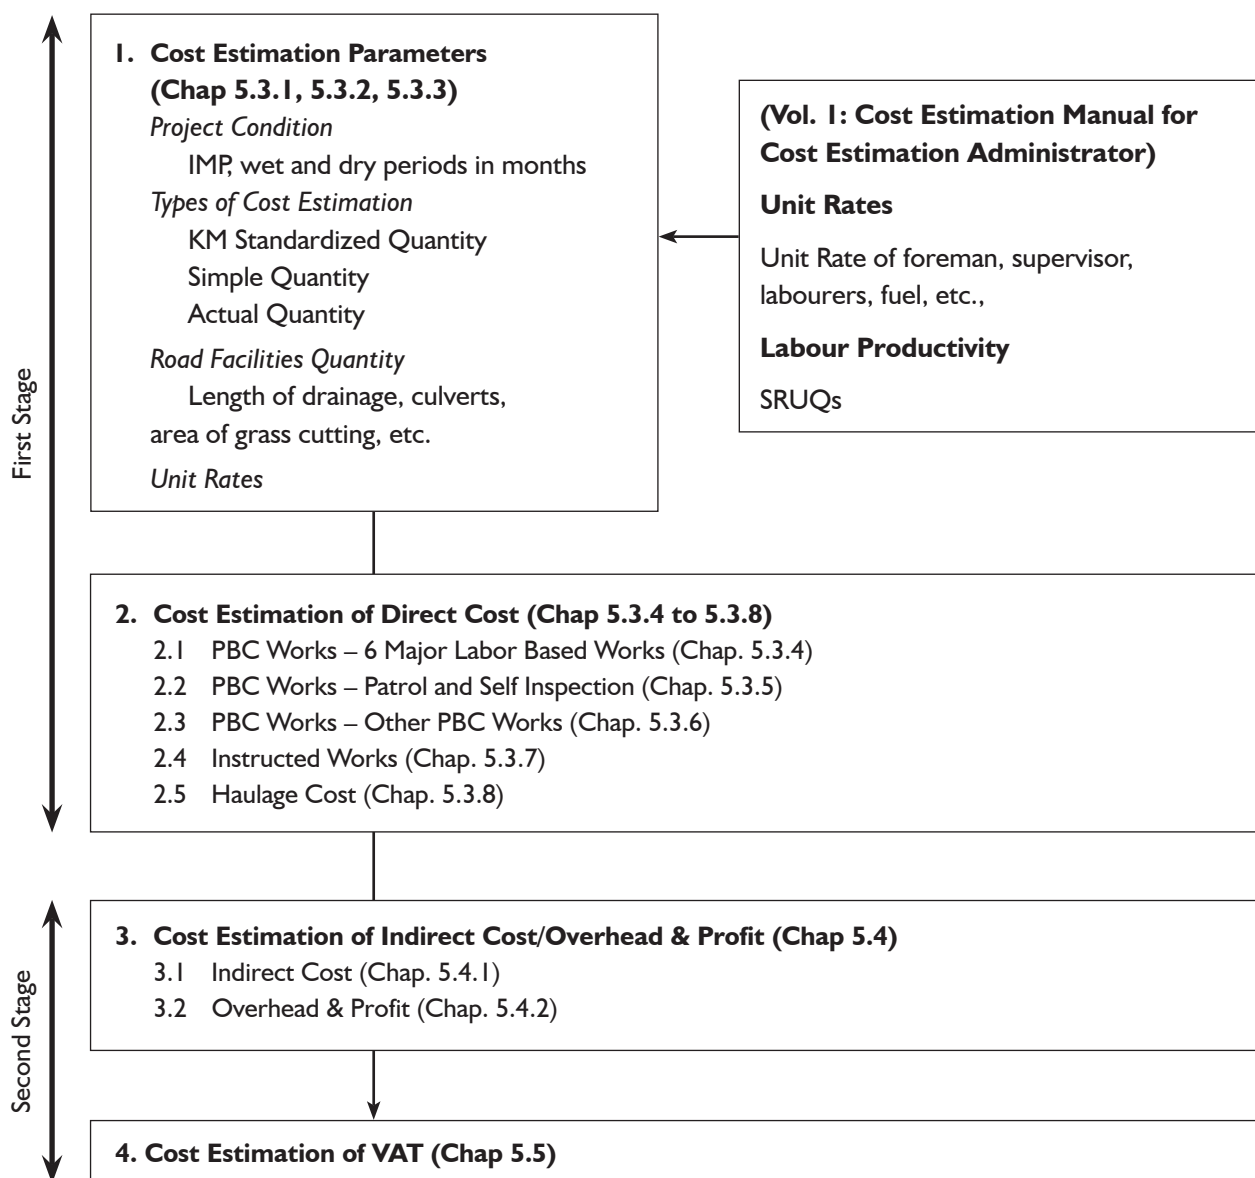 1. Cost Estimation Parameters
(Chap 5.3.1, 5.3.2, 5.3.3)
Project Condition
IMP, wet and dry periods in months
Types of Cost Estimation
KM Standardized Quantity
Simple Quantity
Actual Quantity
Road Facilities Quantity
Length of drainage, culverts,
area of grass cutting, etc.
Unit Rates
(Vol. 1: Cost Estimation Manual for
Cost Estimation Administrator)
Unit Rates
Unit Rate of foreman, supervisor,
labourers, fuel, etc.,
Labour Productivity
SRUQs
First Stage
2. Cost Estimation of Direct Cost (Chap 5.3.4 to 5.3.8)
2.1 PBC Works – 6 Major Labor Based Works (Chap. 5.3.4)
2.2 PBC Works – Patrol and Self Inspection (Chap. 5.3.5)
2.3 PBC Works – Other PBC Works (Chap. 5.3.6)
2.4 Instructed Works (Chap. 5.3.7)
2.5 Haulage Cost (Chap. 5.3.8)
Second Stage
3. Cost Estimation of Indirect Cost/Overhead & Profit (Chap 5.4)
3.1 Indirect Cost (Chap. 5.4.1)
3.2 Overhead & Profit (Chap. 5.4.2)
4. Cost Estimation of VAT (Chap 5.5)